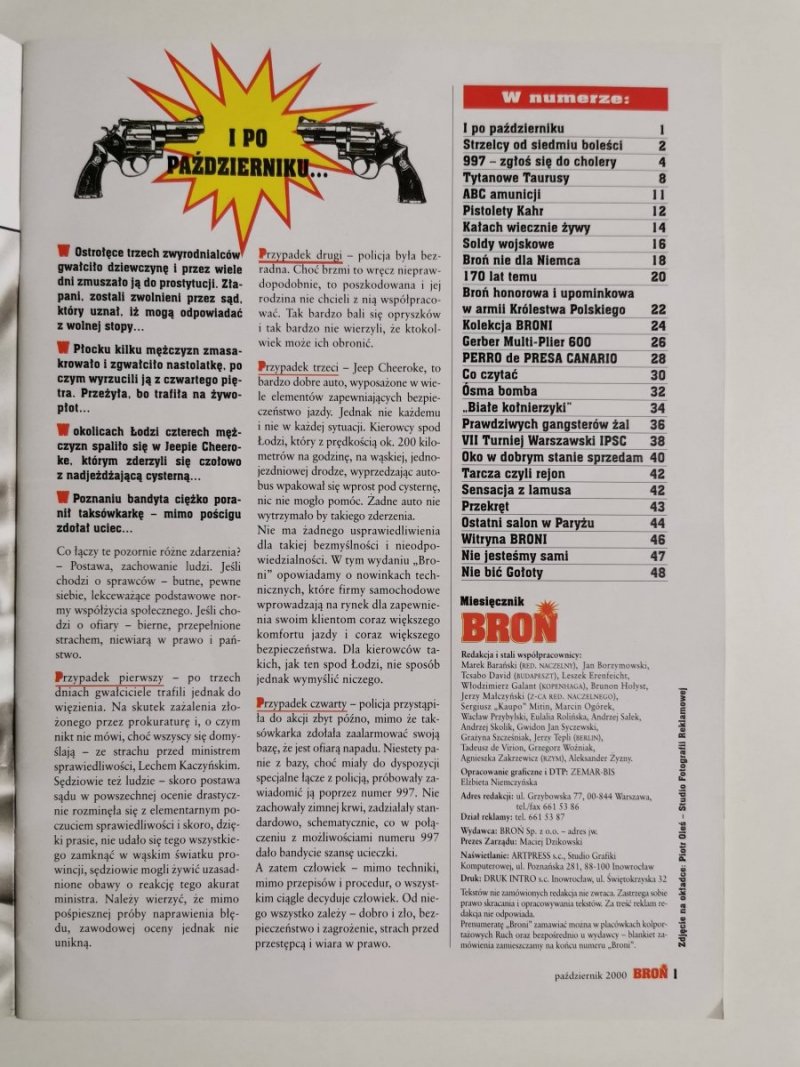 I PO
PAŹDZIERNIKU...
W Ostrołęce trzech zwyrodnialców
gwałciło dziewczynę i przez wiele
dni zmuszało ją do prostytucji. Zła-
pani, zostali zwolnieni przez sąd,
który uznał, iż mogą odpowiadać
z wolnej stopy...
W Płocku kilku mężczyzn zmasa-
krowało i zgwałciło nastolatkę, po
czym wyrzucili ją z czwartego pię-
tra. Przeżyła, bo trafiła na żywo-
płot...
W okolicach Łodzi czterech męż-
czyzn spaliło się w Jeepie Cheero-
ke, którym zderzyli się czołowo
z nadjeżdżającą cysterną...
W Poznaniu bandyta ciężko pora-
nił taksówkarkę – mimo pościgu
zdołał uciec...
Co łączy te pozornie różne zdarzenia?
– Postawa, zachowanie ludzi. Jeśli
chodzi o sprawców – butne, pewne
siebie, lekceważące podstawowe nor-
my współżycia społecznego. Jeśli cho-
dzi o ofiary – bierne, przepełnione
strachem, niewiarą w prawo i pań-
stwo.
Przypadek pierwszy – po trzech
dniach gwałciciele trafili jednak do
więzienia. Na skutek zażalenia zło-
żonego przez prokuraturę i, o czym
nikt nie mówi, choć wszyscy się domy-
ślają – ze strachu przed ministrem
sprawiedliwości, Lechem Kaczyńskim.
Sędziowie też ludzie – skoro postawa
sądu w powszechnej ocenie drastycz-
nie rozminęła się z elementarnym po-
czuciem sprawiedliwości i skoro, dzię-
ki prasie, nie udało się tego wszystkie-
go zamknąć w wąskim światku pro-
wincji, sędziowie mogli żywić uzasad-
nione obawy o reakcję tego akurat
ministra. Należy wierzyć, że mimo
pośpiesznej próby naprawienia błę-
du, zawodowej oceny jednak nie
unikną.
Przypadek drugi – policja była bez-
radna. Choć brzmi to wręcz nieprawdo-
podobnie, to poszkodowana i jej
rodzina nie chcieli z nią współpraco-
wać. Tak bardzo bali się opryszków
i tak bardzo nie wierzyli, że ktokol-
wiek może ich obronić.
Przypadek trzeci – Jeep Cheeroke, to
bardzo dobre auto, wyposażone w wie-
le elementów zapewniających bezpie-
czeństwo jazdy. Jednak nie każdemu
i nie w każdej sytuacji. Kierowcy spod
Łodzi, który z prędkością ok. 200 kilo-
metrów na godzinę, na wąskiej, jedno-
jezdniowej drodze, wyprzedzając auto-
bus wpakował się wprost pod cysternę,
nic nie mogło pomóc. Żadne auto nie
wytrzymało by takiego zderzenia.
Nie ma żadnego usprawiedliwienia
dla takiej bezmyślności i nieodpo-
wiedzialności. W tym wydaniu „Bro-
ni” opowiadamy o nowinkach tech-
nicznych, które firmy samochodowe
wprowadzają na rynek dla zapewnie-
nia swoim klientom coraz większego
komfortu jazdy i coraz większego
bezpieczeństwa. Dla kierowców ta-
kich, jak ten spod Łodzi, nie sposób
jednak wymyślić niczego.
Przypadek czwarty – policja przystąpi-
ła do akcji zbyt późno, mimo że tak-
sówkarka zdołała zaalarmować swoją
bazę, że jest ofiarą napadu. Niestety pa-
nie z bazy, choć miały do dyspozycji
specjalne łącze z policją, próbowały za-
wiadomić ją poprzez numer 997. Nie
zachowały zimnej krwi, zadziałały stan-
dardowo, schematycznie, co w połą-
czeniu z możliwościami numeru 997
dało bandycie szansę ucieczki.
A zatem człowiek – mimo techniki,
mimo przepisów i procedur, o wszyst-
kim ciągle decyduje człowiek. Od nie-
go wszystko zależy – dobro i zło, bez-
pieczeństwo i zagrożenie, strach przed
przestępcą i wiara w prawo.
W numerze:
I po październiku 1
Strzelcy od siedmiu boleści 2
997 – zgłoś się do cholery 4
Tytanowe Taurusy 8
ABC amunicji 11
Pistolety Kahr 12
Kałach wiecznie żywy 14
Soldy wojskowe 16
Broń nie dla Niemca 18
170 lat temu 20
Broń honorowa i upominkowa
w armii Królestwa Polskiego 22
Kolekcja BRONI 24
Gerber Multi-Plier 600 26
PERRO de PRESA CANARIO 28
Co czytać 30
Ósma bomba 32
„Białe kołnierzyki” 34
Prawdziwych gangsterów żal 36
VII Turniej Warszawski IPSC 38
Oko w dobrym stanie sprzedam 40
Tarcza czyli rejon 42
Sensacja z lamusa 42
Przekręt 43
Ostatni salon w Paryżu 44
Witryna BRONI 46
Nie jesteśmy sami 47
Nie bić Gołoty 48
Miesięcznik
BROŃ
Redakcja i stali współpracownicy:
Marek Barański (RED. NACZELNY), Jan Borzymowski,
Tcsabo David (BUDAPESZT), Leszek Erenfeicht,
Włodzimierz Galant (KOPENHAGA), Brunon Hołyst,
Jerzy Małczyński (Z-CA RED. NACZELNEGO),
Sergiusz „Kaupo” Mitin, Marcin Ogórek,
Wacław Przybylski, Eulalia Rolińska, Andrzej Sałek,
Andrzej Skolik, Gwidon Jan Syczewski,
Grażyna Szcześniak, Jerzy Tepli (BERLIN),
Tadeusz de Virion, Grzegorz Woźniak,
Agnieszka Zakrzewicz (RZYM), Aleksander Żyzny.
Opracowanie graficzne i DTP: ZEMAR-BIS
Elżbieta Niemczyńska
Adres redakcji: ul. Grzybowska 77, 00-844 Warszawa,
tel./fax 661 53 86
Dział reklamy: tel. 661 53 87
Wydawca: BROŃ Sp. z o.o. – adres jw.
Prezes Zarządu: Maciej Dzikowski
Naświetlanie: ARTPRESS s.c., Studio Grafiki
Komputerowej, ul. Poznańska 281, 88-100 Inowrocław
Druk: DRUK INTRO s.c. Inowrocław, ul. Świętokrzyska 32
Tekstów nie zamówionych redakcja nie zwraca. Zastrzega sobie
prawo skracania i opracowywania tekstów. Za treść reklam re-
dakcja nie odpowiada.
Prenumeratę „Broni” zamawiać można w placówkach kolpor-
tażowych Ruch oraz bezpośrednio u wydawcy – blankiet za-
mówienia zamieszczamy na końcu numeru „Broni”.
Zdjęcie na okładce: Piotr Oleś – Studio Fotografii Reklamowej
październik 2000 BROŃ 1